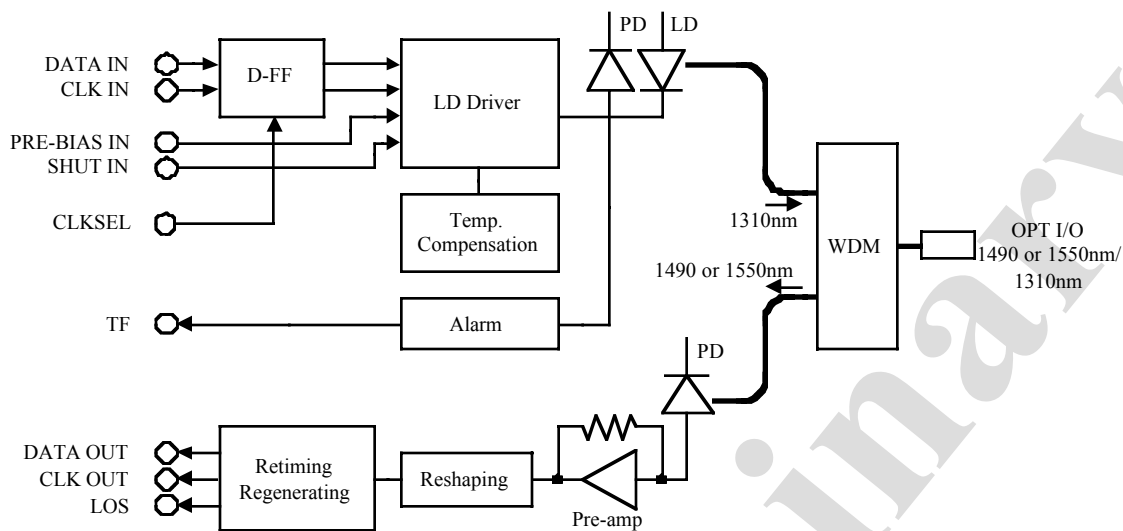 PD
LD
DATA IN
CLK IN
D-FF
LD Driver
PRE-BIAS IN
SHUT IN
CLKSEL
Temp.
Compensation
1310nm
WDM
OPT I/O
1490 or 1550nm/
1310nm
1490 or 1550nm
TF
Alarm
PD
DATA OUT
CLK OUT
LOS
Retiming
Regenerating
Reshaping
Pre-amp
inary